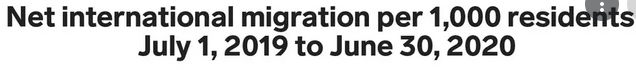 Net international migration per 1,000 residents
July 1, 2019 to June 30, 2020